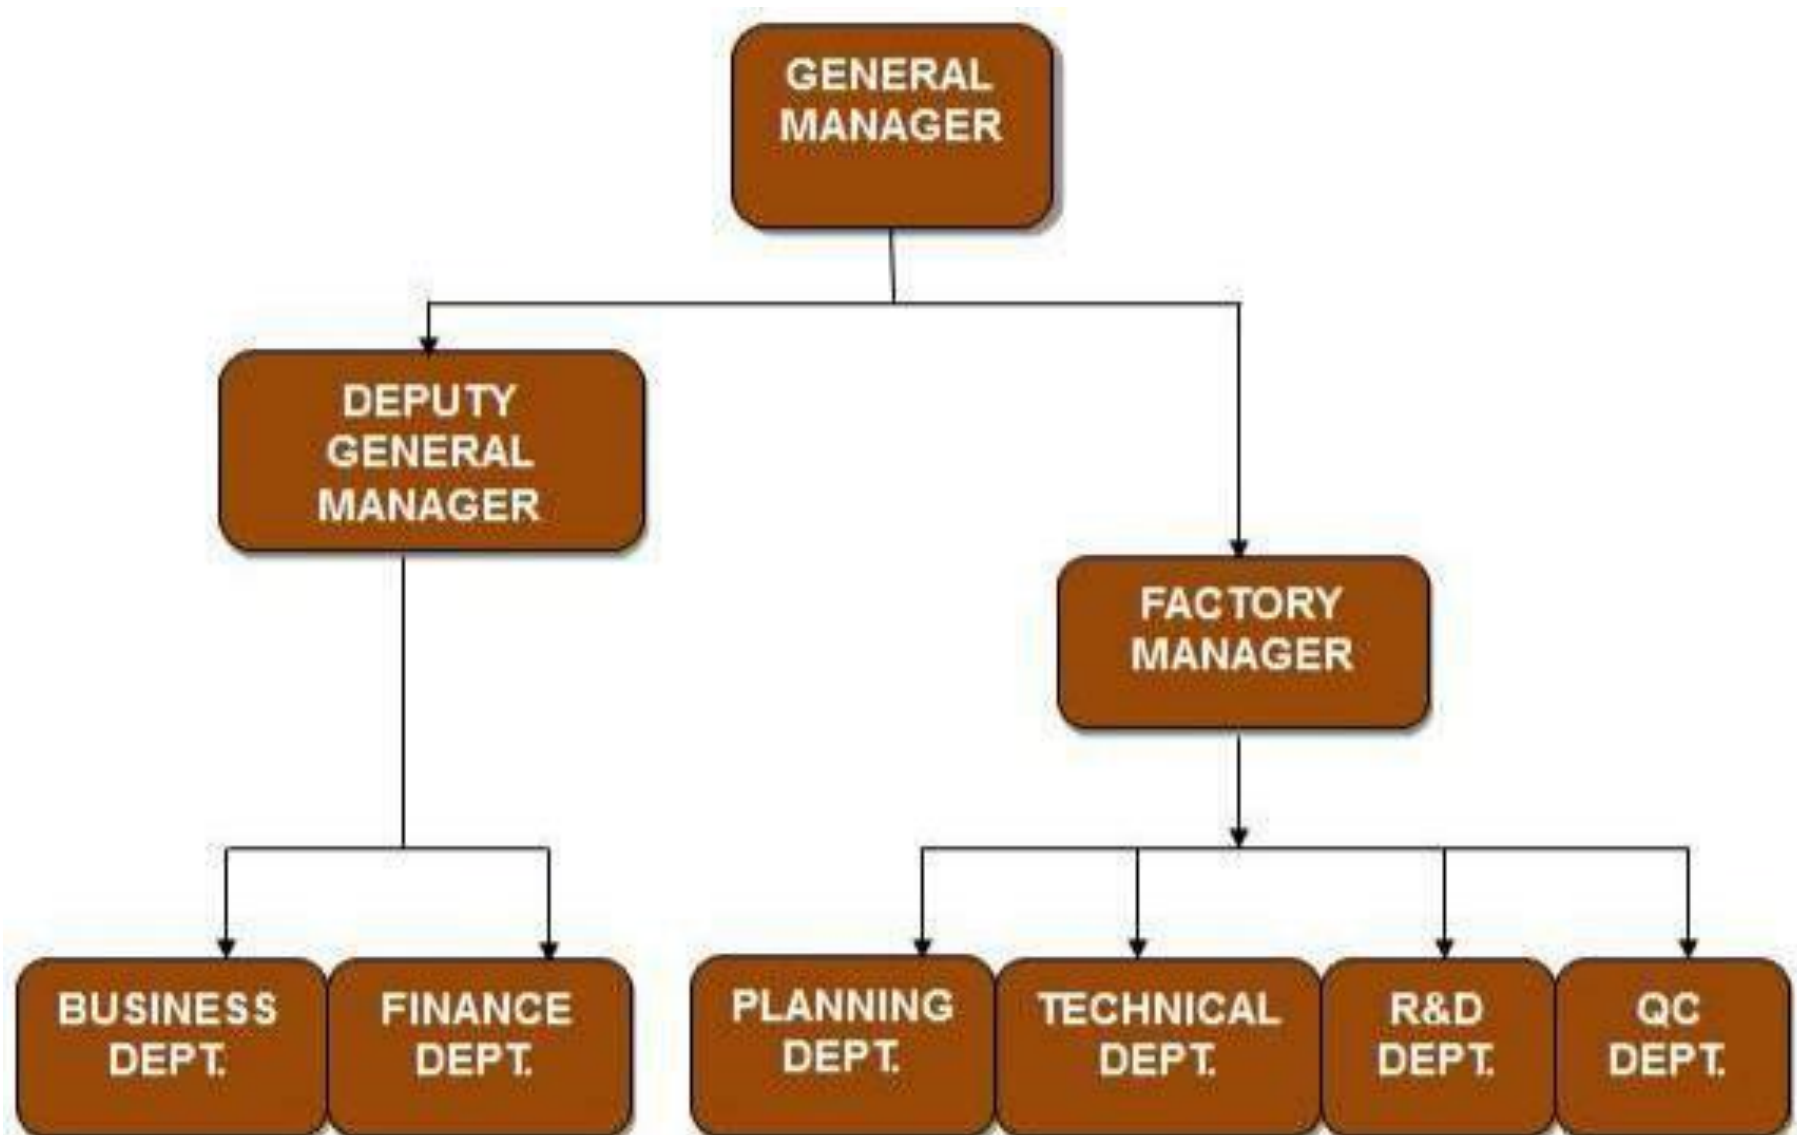 GENERAL
MANAGER
DEPUTY
GENERAL
MANAGER
FACTORY
MANAGER
BUSINESS
DEPT.
FINANCE
DEPT.
PLANNING
DEPT.
TECHNICAL
DEPT.
R&D
DEPT.
QC
DEPT.